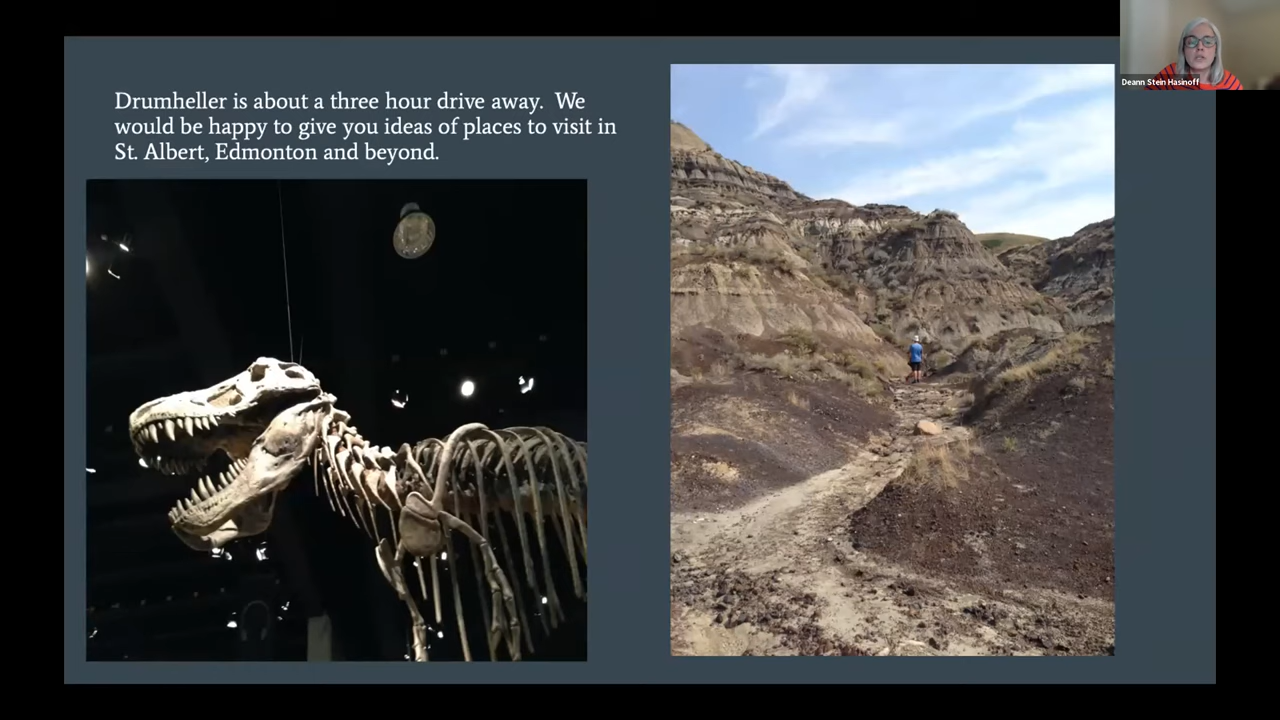 Drumheller is about a three hour drive away.  We
would be happy to give you ideas of places to visit in
St. Albert, Edmonton and beyond.
Deann Stein Hasinoff